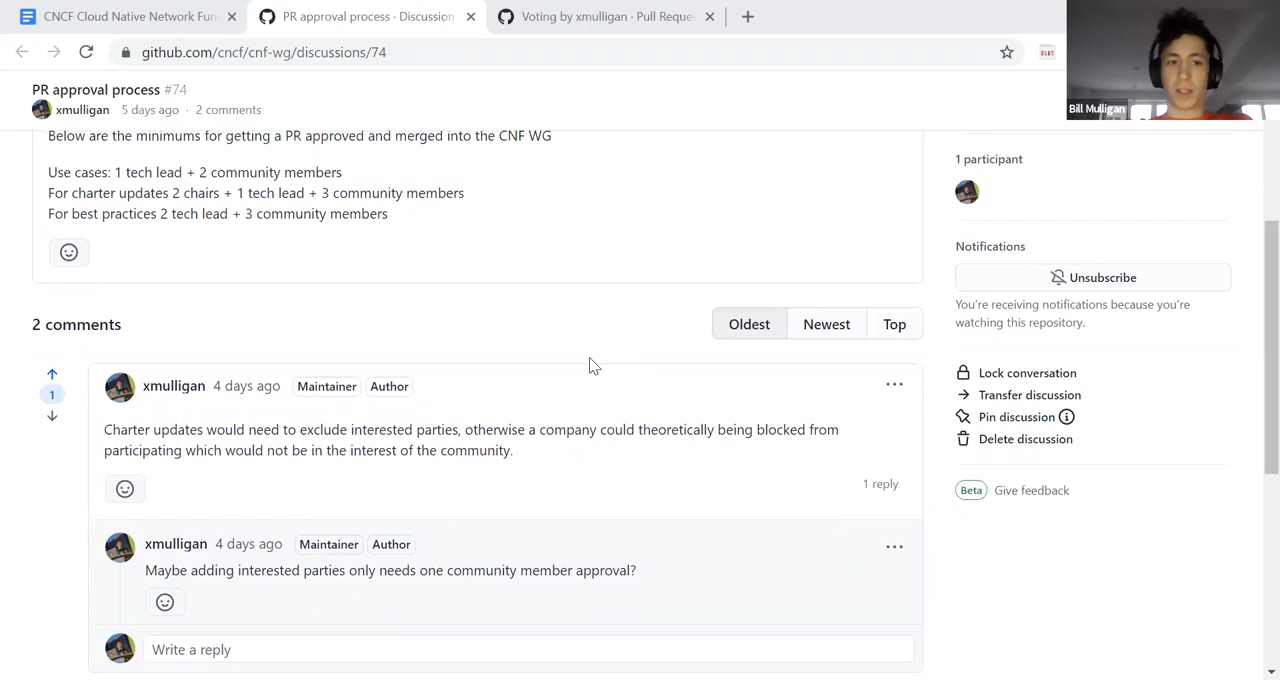 CNCF Cloud Native Network Fun
PR approval process · Discussion
Voting by xmulligan · Pull Reque
github.com/cncf/cnf-wg/discussions/74
Bill Mulligan
PR approval process #74
xmulligan 5 days ago · 2 comments
Below are the minimums for getting a PR approved and merged into the CNF WG
Use cases: 1 tech lead + 2 community members
For charter updates 2 chairs + 1 tech lead + 3 community members
For best practices 2 tech lead + 3 community members
1 participant
Notifications
Unsubscribe
You're receiving notifications because you're
watching this repository.
Lock conversation
Transfer discussion
Pin discussion
Delete discussion
Beta Give feedback
2 comments
Oldest Newest Top
1
xmulligan 4 days ago Maintainer Author
Charter updates would need to exclude interested parties, otherwise a company could theoretically being blocked from
participating which would not be in the interest of the community.
1 reply
xmulligan 4 days ago Maintainer Author
Maybe adding interested parties only needs one community member approval?
Write a reply